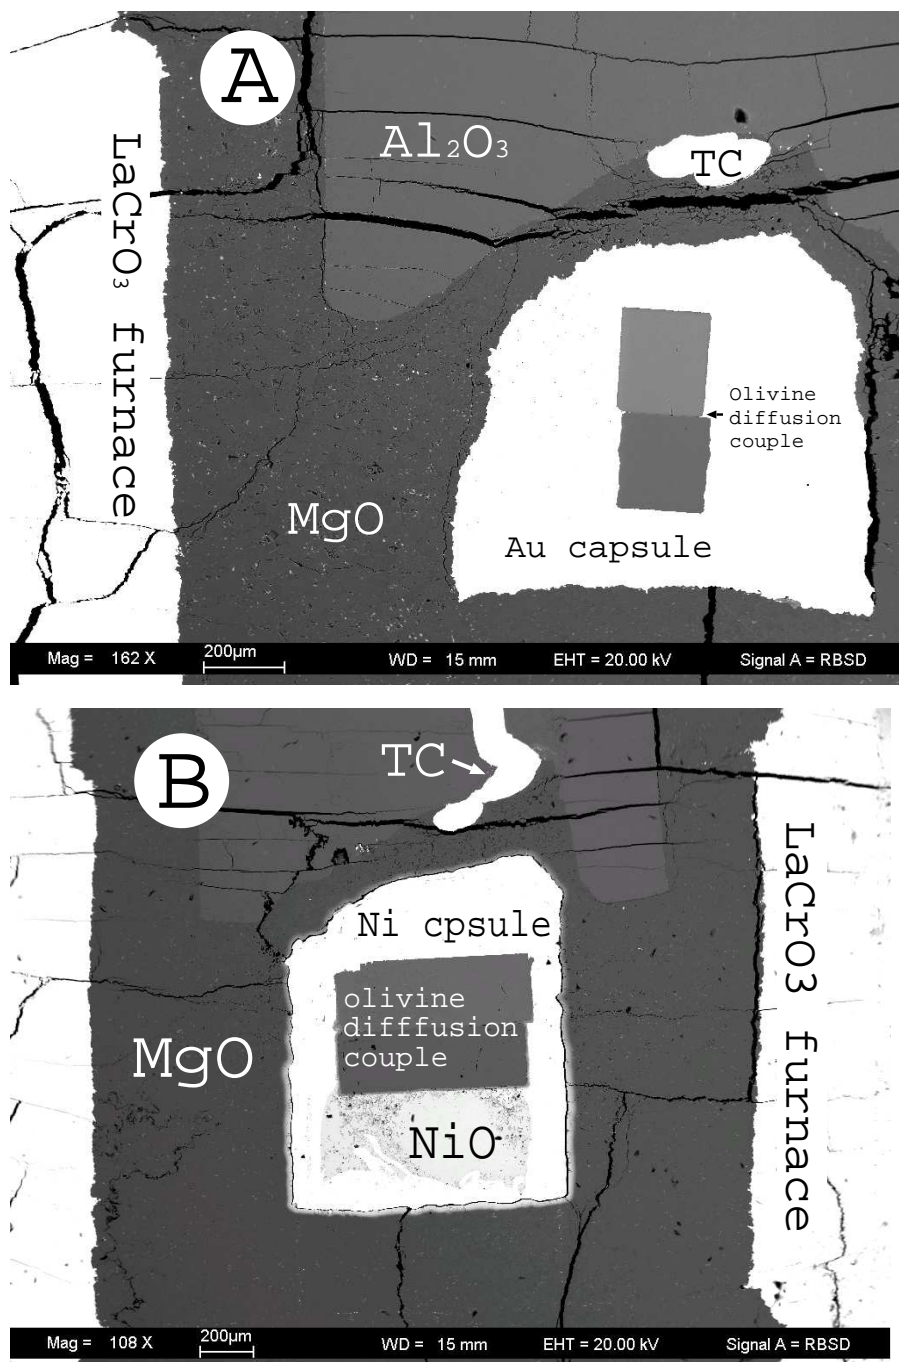 A
Al₂O₃
TC
LaCrO₃ furnace
Olivine
diffusion
couple
MgO
Au capsule
Mag = 162 X 200µm WD = 15 mm EHT = 20.00 kV Signal A = RBSD
B
TC
LaCrO3 furnace
Ni cpsule
olivine
difffusion
couple
MgO
NiO
Mag = 108 X 200µm WD = 15 mm EHT = 20.00 kV Signal A = RBSD